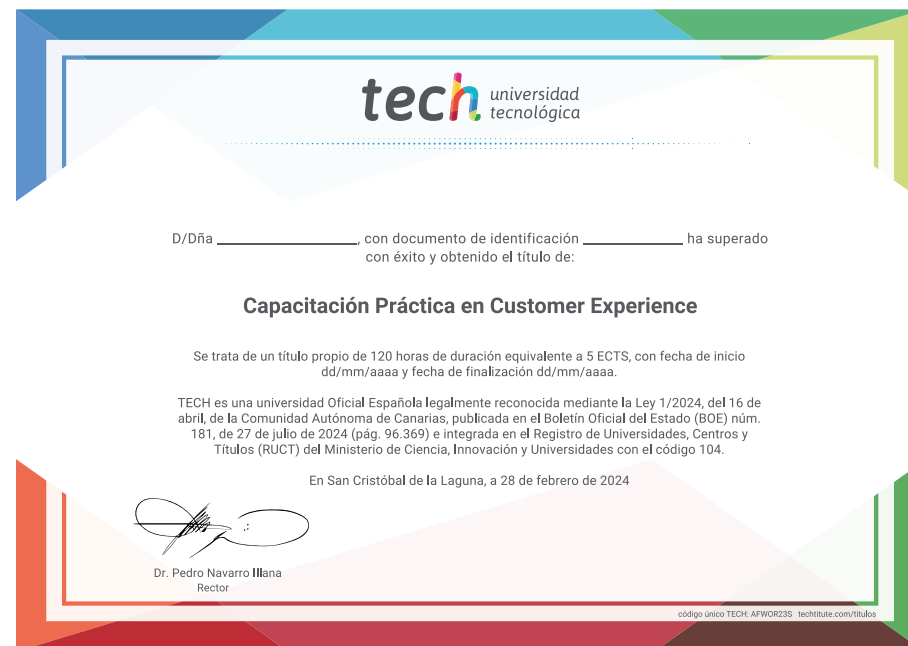 tech universidad
tecnológica
D/Dña ____________________, con documento de identificación ______________ ha superado
con éxito y obtenido el título de:
Capacitación Práctica en Customer Experience
Se trata de un título propio de 120 horas de duración equivalente a 5 ECTS, con fecha de inicio
dd/mm/aaaa y fecha de finalización dd/mm/aaaa.
TECH es una universidad Oficial Española legalmente reconocida mediante la Ley 1/2024, del 16 de
abril, de la Comunidad Autónoma de Canarias, publicada en el Boletín Oficial del Estado (BOE) núm.
181, de 27 de julio de 2024 (pág. 96.369) e integrada en el Registro de Universidades, Centros y
Títulos (RUCT) del Ministerio de Ciencia, Innovación y Universidades con el código 104.
En San Cristóbal de la Laguna, a 28 de febrero de 2024
Dr. Pedro Navarro Illana
Rector
código único TECH: AFWOR23S techtitute.com/titulos